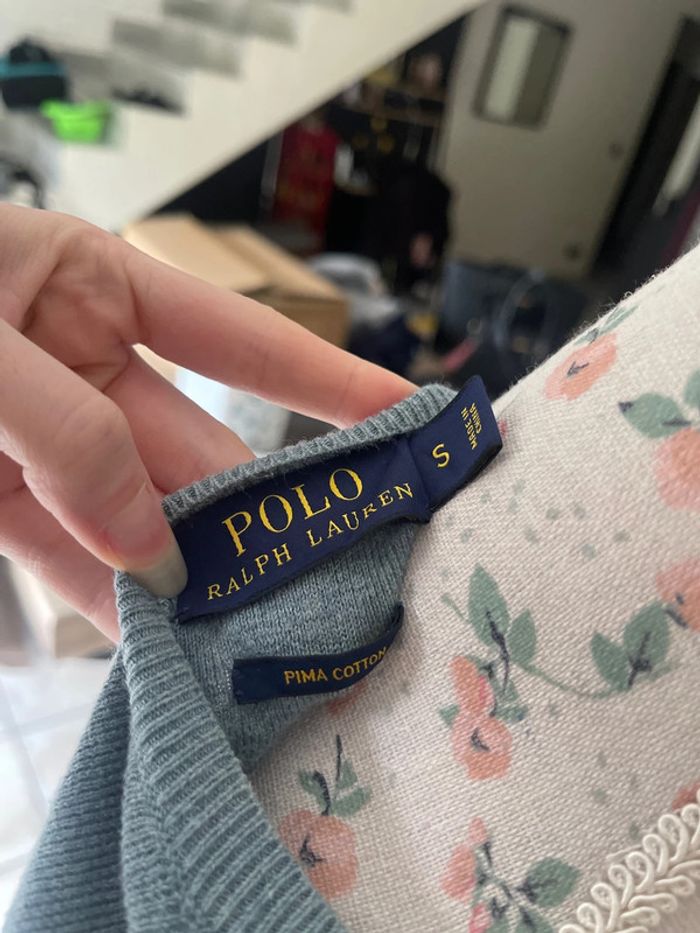 POLO
RALPH LAUREN
S
MADE IN
CHINA
PIMA COTTON